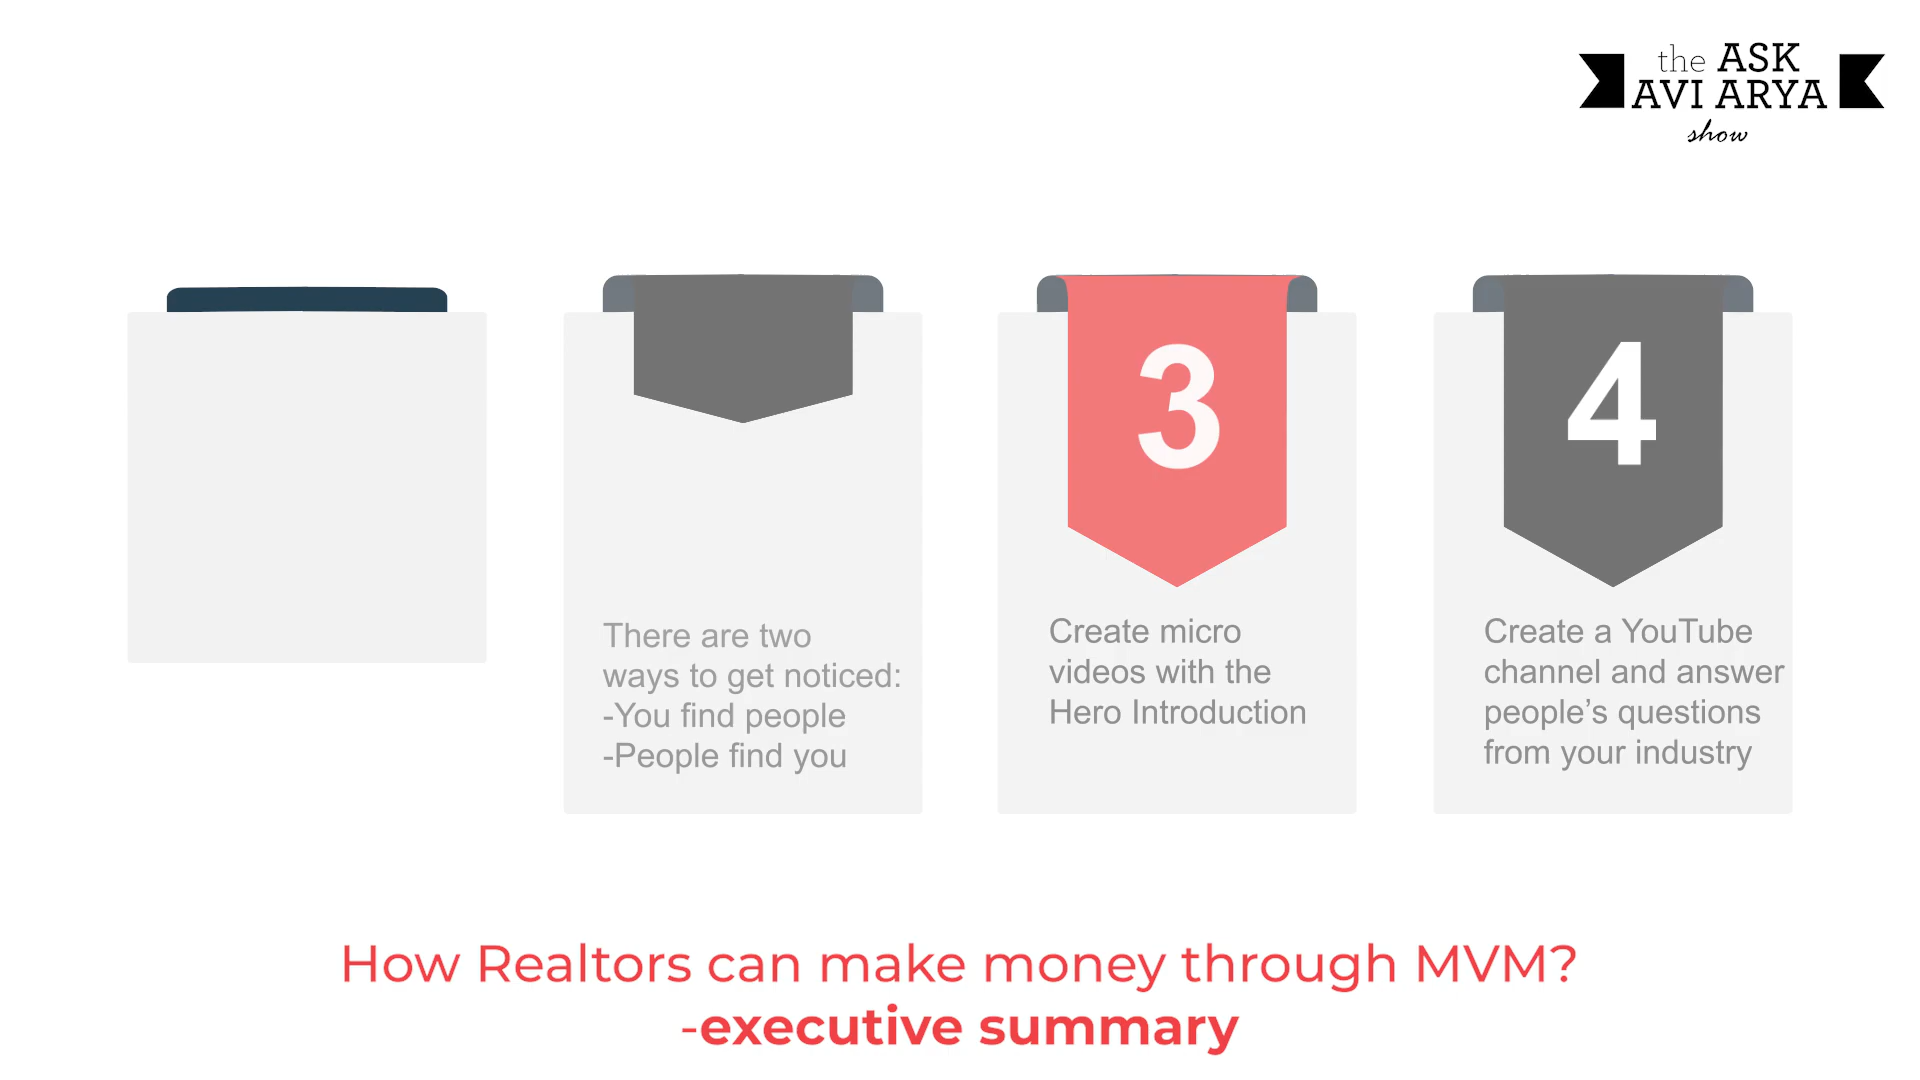 the ASK
AVI ARYA
show
There are two
ways to get noticed:
-You find people
-People find you
3
Create micro
videos with the
Hero Introduction
4
Create a YouTube
channel and answer
people’s questions
from your industry
How Realtors can make money through MVM?
-executive summary